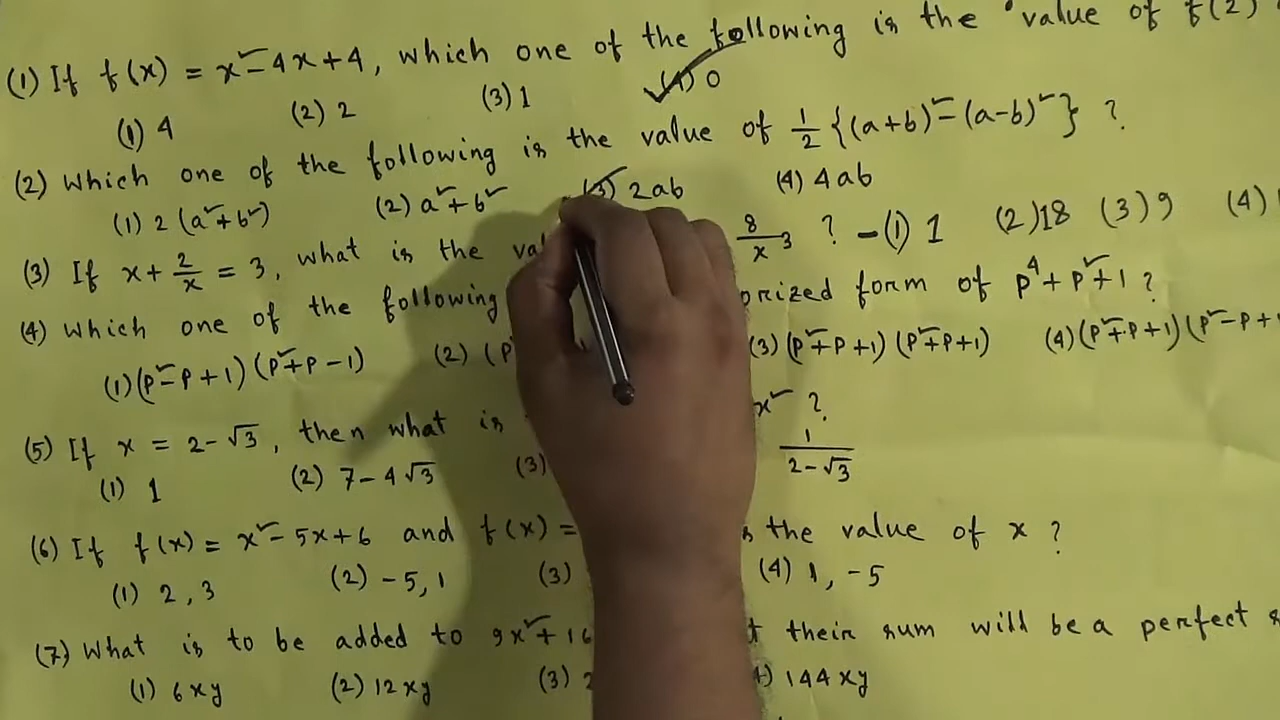 (1) If f(x) = x² - 4x + 4, which one of the following is the value of f(2)
(1) 4 (2) 2 (3) 1 (4) 0
(2) which one of the following is the value of 1/2 {(a+b)² - (a-b)²} ?
(1) 2 (a² + b²) (2) a² + b² (3) 2ab (4) 4ab
(3) If x + 2/x = 3, what is the 8/x³ ? - (1) 1 (2) 18 (3) 9 (4)
(4) which one of the following form of p⁴ + p² + 1 ?
(1) (p² - p + 1) (p² + p - 1) (2) (p² (3) (p² + p + 1) (p² + p + 1) (4) (p² + p + 1) (p² - p + 1
(5) If x = 2 - √3, then what is x² ?
(1) 1 (2) 7 - 4√3 (3) 1/(2 - √3)
(6) If f(x) = x² - 5x + 6 and f(x) = the value of x ?
(1) 2, 3 (2) -5, 1 (3) (4) 1, -5
(7) What is to be added to 9x² + 16 their sum will be a perfect
(1) 6xy (2) 12xy (3) 144xy